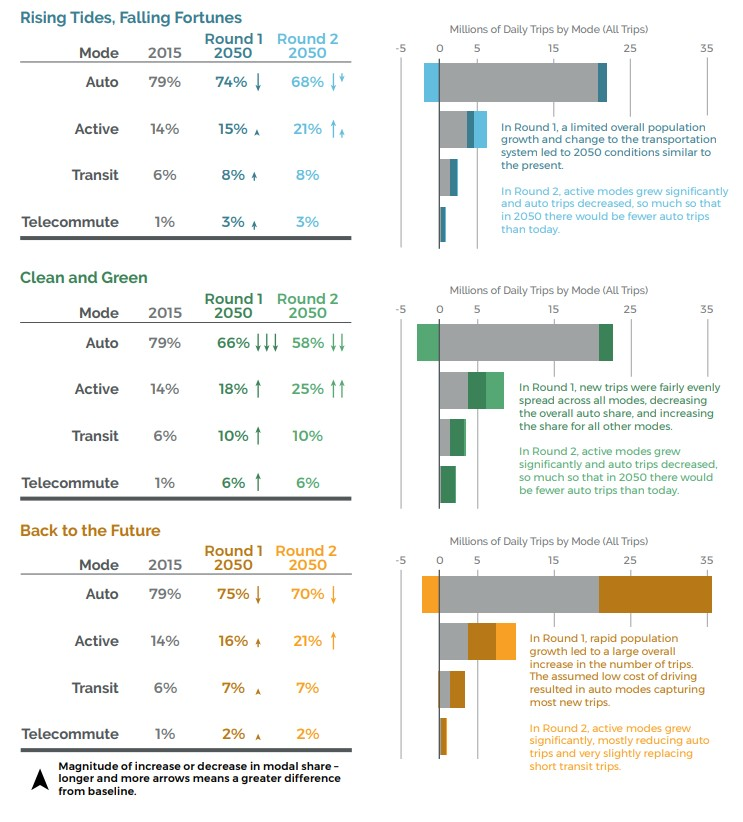 Rising Tides, Falling Fortunes
Mode 2015 Round 1 2050 Round 2 2050
Auto 79% 74% 68%
Active 14% 15% 21%
Transit 6% 8% 8%
Telecommute 1% 3% 3%
Millions of Daily Trips by Mode (All Trips)
-5 0 5 15 25 35
In Round 1, a limited overall population
growth and change to the transportation
system led to 2050 conditions similar to
the present.
In Round 2, active modes grew significantly
and auto trips decreased, so much so that
in 2050 there would be fewer auto trips
than today.
Clean and Green
Mode 2015 Round 1 2050 Round 2 2050
Auto 79% 66% 58%
Active 14% 18% 25%
Transit 6% 10% 10%
Telecommute 1% 6% 6%
Millions of Daily Trips by Mode (All Trips)
-5 0 5 15 25 35
In Round 1, new trips were fairly evenly
spread across all modes, decreasing
the overall auto share, and increasing
the share for all other modes.
In Round 2, active modes grew
significantly and auto trips decreased,
so much so that in 2050 there would
be fewer auto trips than today.
Back to the Future
Mode 2015 Round 1 2050 Round 2 2050
Auto 79% 75% 70%
Active 14% 16% 21%
Transit 6% 7% 7%
Telecommute 1% 2% 2%
Millions of Daily Trips by Mode (All Trips)
-5 0 5 15 25 35
In Round 1, rapid population
growth led to a large overall
increase in the number of trips.
The assumed low cost of driving
resulted in auto modes capturing
most new trips.
In Round 2, active modes grew
significantly, mostly reducing auto
trips and very slightly replacing
short transit trips.
Magnitude of increase or decrease in modal share –
longer and more arrows means a greater difference
from baseline.